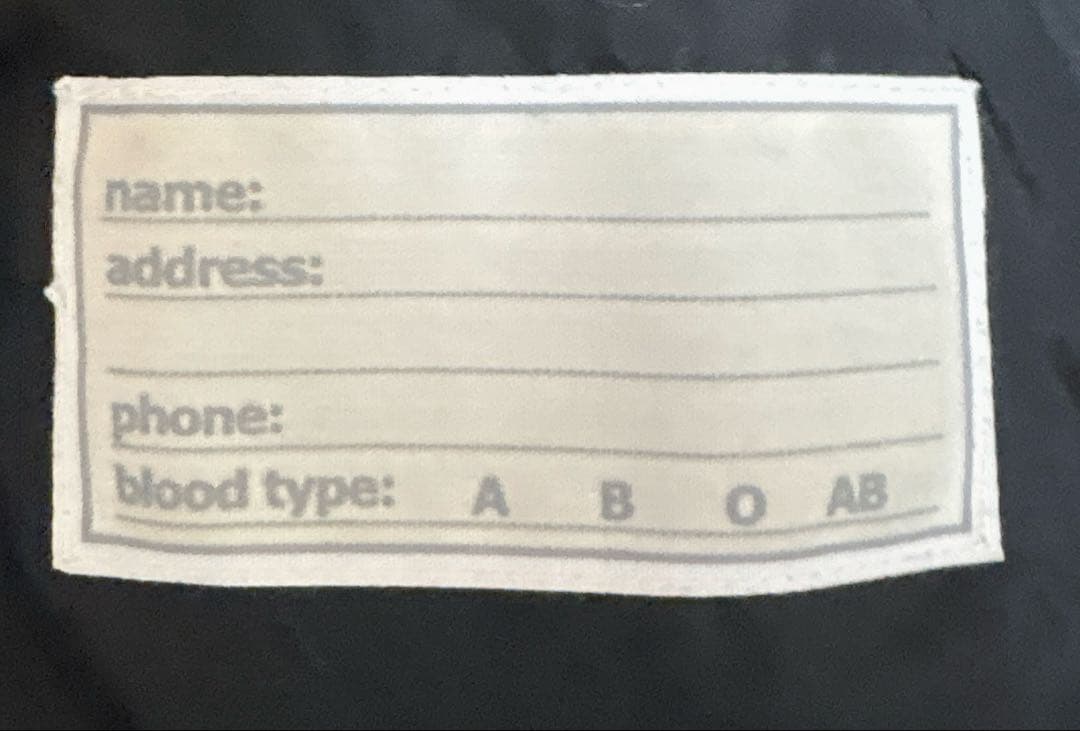 name:
address:
phone:
blood type: A B O AB